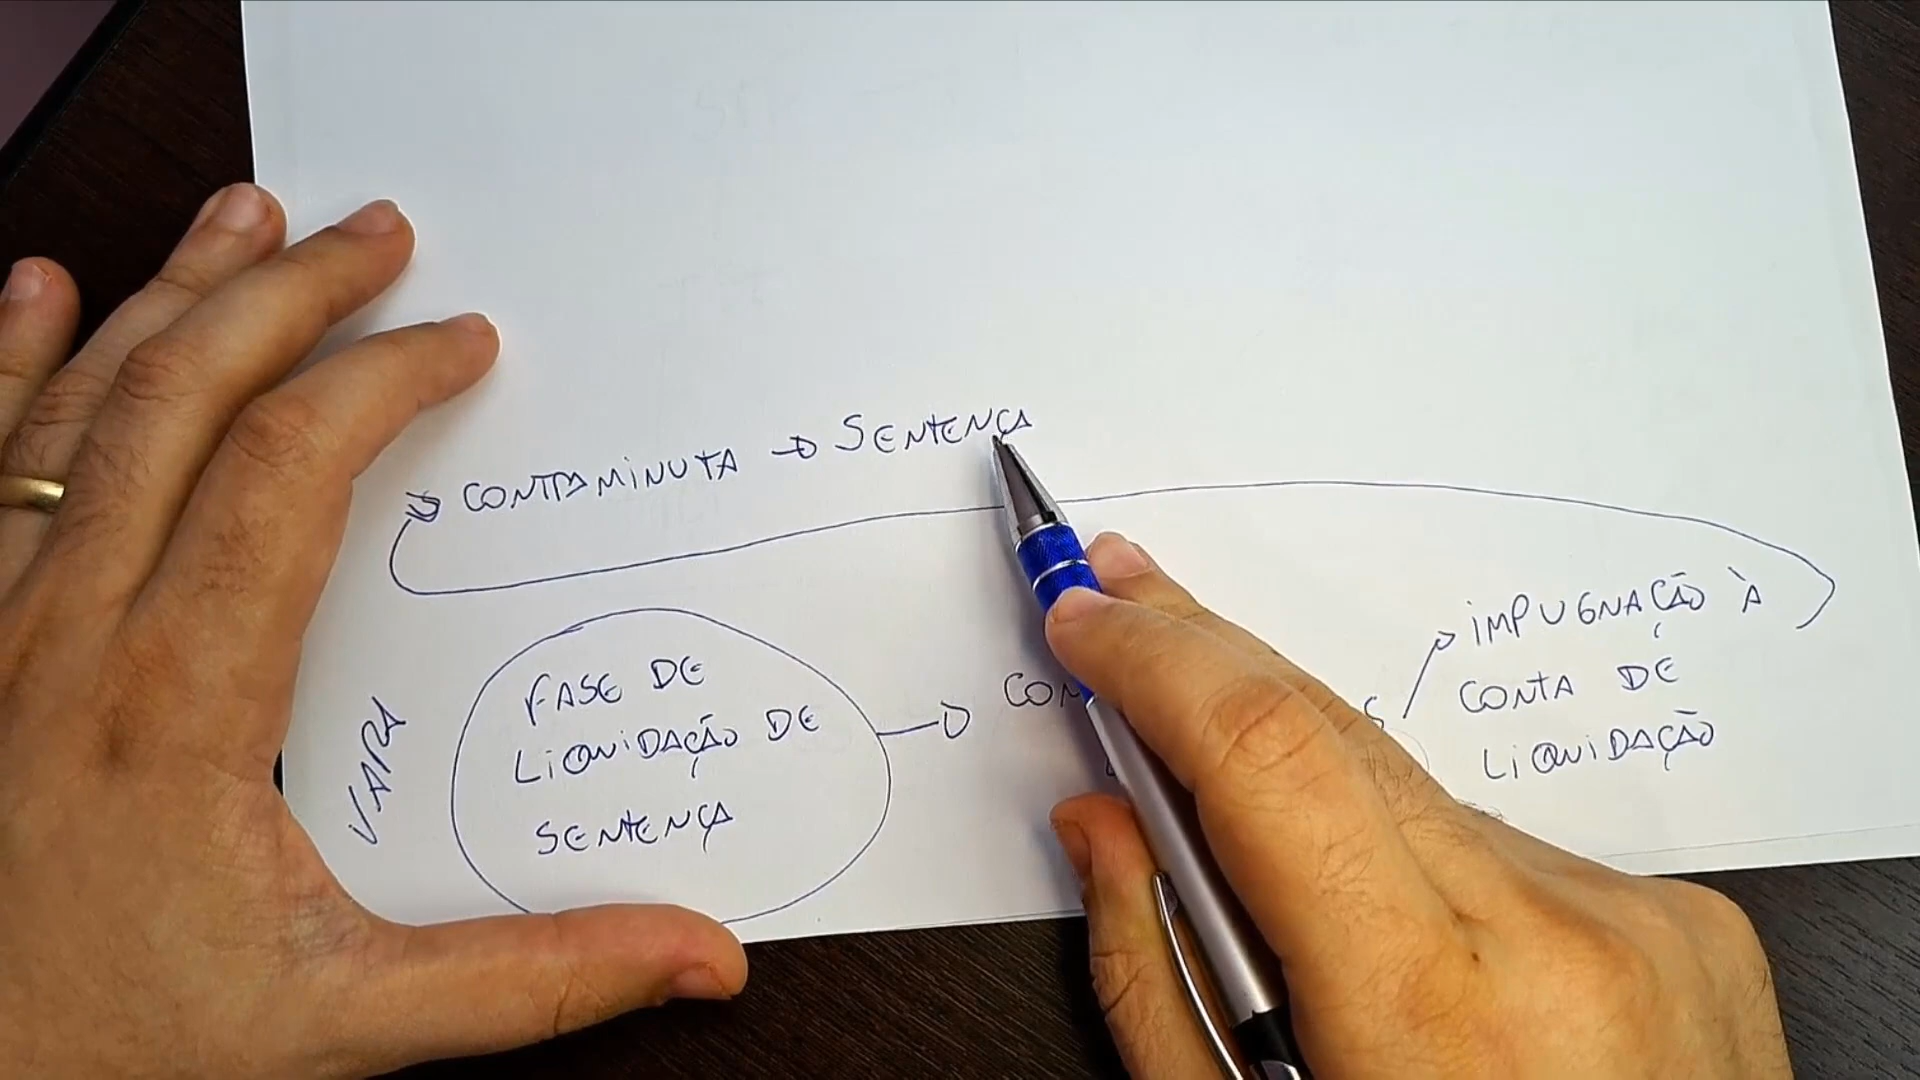 CONTRAMINUTA → SENTENÇA
VARA
FASE DE
LIQUIDAÇÃO DE
SENTENÇA
IMPUGNAÇÃO À
CONTA DE
LIQUIDAÇÃO